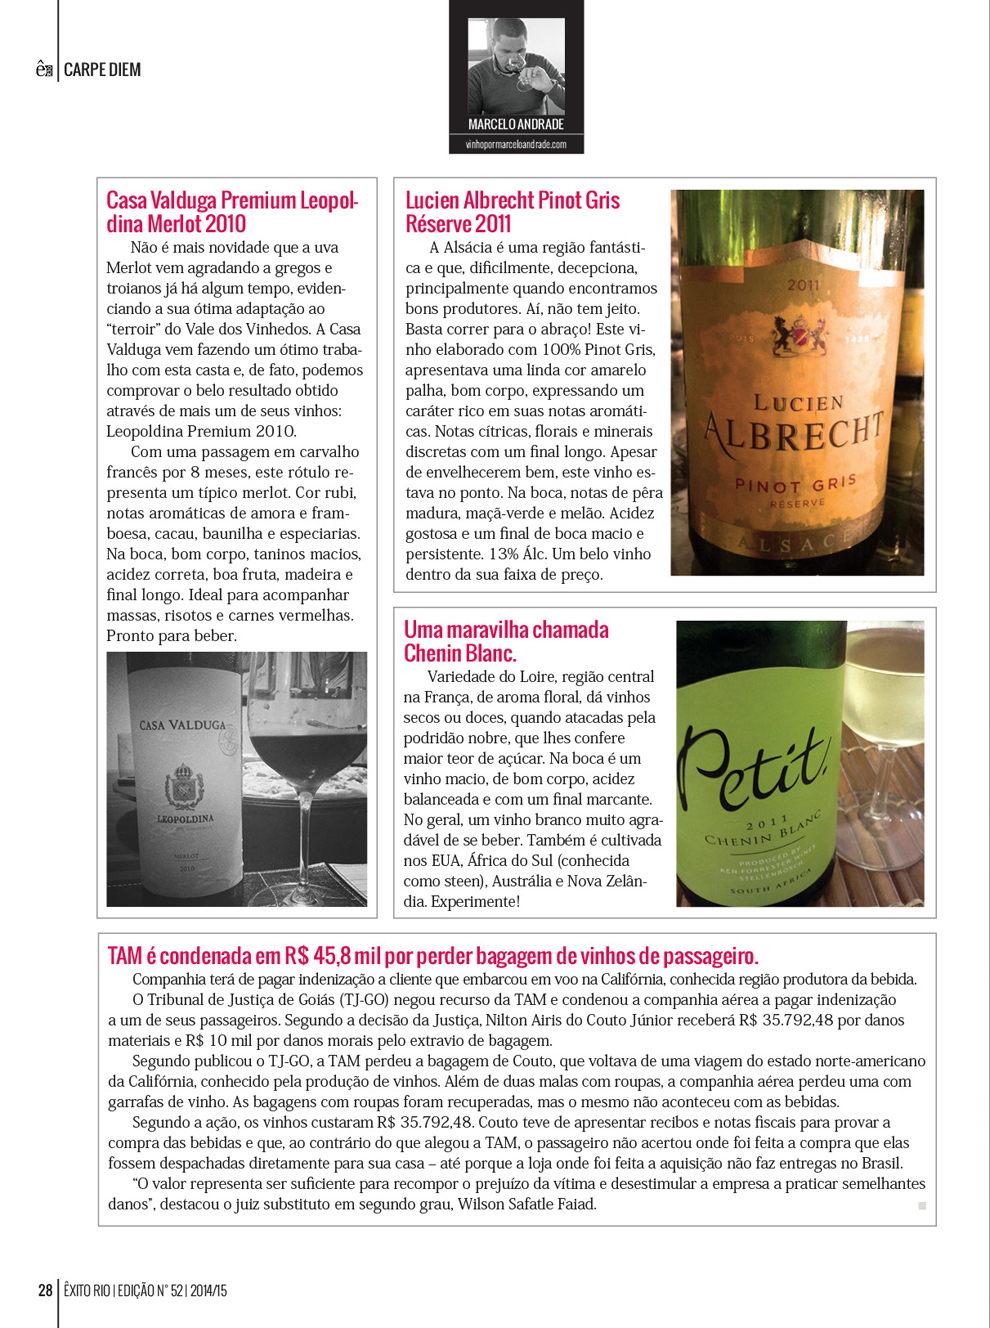 ê
CARPE DIEM
MARCELO ANDRADE
vinhopormarceloandrade.com
Casa Valduga Premium Leopol-
dina Merlot 2010
Não é mais novidade que a uva
Merlot vem agradando a gregos e
troianos já há algum tempo, eviden-
ciando a sua ótima adaptação ao
“terroir” do Vale dos Vinhedos. A Casa
Valduga vem fazendo um ótimo traba-
lho com esta casta e, de fato, podemos
comprovar o belo resultado obtido
através de mais um de seus vinhos:
Leopoldina Premium 2010.
Com uma passagem em carvalho
francês por 8 meses, este rótulo re-
presenta um típico merlot. Cor rubi,
notas aromáticas de amora e fram-
boesa, cacau, baunilha e especiarias.
Na boca, bom corpo, taninos macios,
acidez correta, boa fruta, madeira e
final longo. Ideal para acompanhar
massas, risotos e carnes vermelhas.
Pronto para beber.
CASA VALDUGA
LEOPOLDINA
MERLOT
2010
Lucien Albrecht Pinot Gris
Réserve 2011
A Alsácia é uma região fantásti-
ca e que, dificilmente, decepciona,
principalmente quando encontramos
bons produtores. Aí, não tem jeito.
Basta correr para o abraço! Este vi-
nho elaborado com 100% Pinot Gris,
apresentava uma linda cor amarelo
palha, bom corpo, expressando um
caráter rico em suas notas aromáti-
cas. Notas cítricas, florais e minerais
discretas com um final longo. Apesar
de envelhecerem bem, este vinho es-
tava no ponto. Na boca, notas de pêra
madura, maçã-verde e melão. Acidez
gostosa e um final de boca macio e
persistente. 13% Álc. Um belo vinho
dentro da sua faixa de preço.
2011
LUCIEN
ALBRECHT
PINOT GRIS
RÉSERVE
ALSACE
Uma maravilha chamada
Chenin Blanc.
Variedade do Loire, região central
na França, de aroma floral, dá vinhos
secos ou doces, quando atacadas pela
podridão nobre, que lhes confere
maior teor de açúcar. Na boca é um
vinho macio, de bom corpo, acidez
balanceada e com um final marcante.
No geral, um vinho branco muito agra-
dável de se beber. Também é cultivada
nos EUA, África do Sul (conhecida
como steen), Austrália e Nova Zelân-
dia. Experimente!
Petit
2011
CHENIN BLANC
PRODUCED BY
KEN FORRESTER WINES
STELLENBOSCH
SOUTH AFRICA
TAM é condenada em R$ 45,8 mil por perder bagagem de vinhos de passageiro.
Companhia terá de pagar indenização a cliente que embarcou em voo na Califórnia, conhecida região produtora da bebida.
O Tribunal de Justiça de Goiás (TJ-GO) negou recurso da TAM e condenou a companhia aérea a pagar indenização
a um de seus passageiros. Segundo a decisão da Justiça, Nilton Airis do Couto Júnior receberá R$ 35.792,48 por danos
materiais e R$ 10 mil por danos morais pelo extravio de bagagem.
Segundo publicou o TJ-GO, a TAM perdeu a bagagem de Couto, que voltava de uma viagem do estado norte-americano
da Califórnia, conhecido pela produção de vinhos. Além de duas malas com roupas, a companhia aérea perdeu uma com
garrafas de vinho. As bagagens com roupas foram recuperadas, mas o mesmo não aconteceu com as bebidas.
Segundo a ação, os vinhos custaram R$ 35.792,48. Couto teve de apresentar recibos e notas fiscais para provar a
compra das bebidas e que, ao contrário do que alegou a TAM, o passageiro não acertou onde foi feita a compra que elas
fossem despachadas diretamente para sua casa – até porque a loja onde foi feita a aquisição não faz entregas no Brasil.
“O valor representa ser suficiente para recompor o prejuízo da vítima e desestimular a empresa a praticar semelhantes
danos”, destacou o juiz substituto em segundo grau, Wilson Safatle Faiad.
28 ÊXITO RIO | EDIÇÃO N° 52 | 2014/15